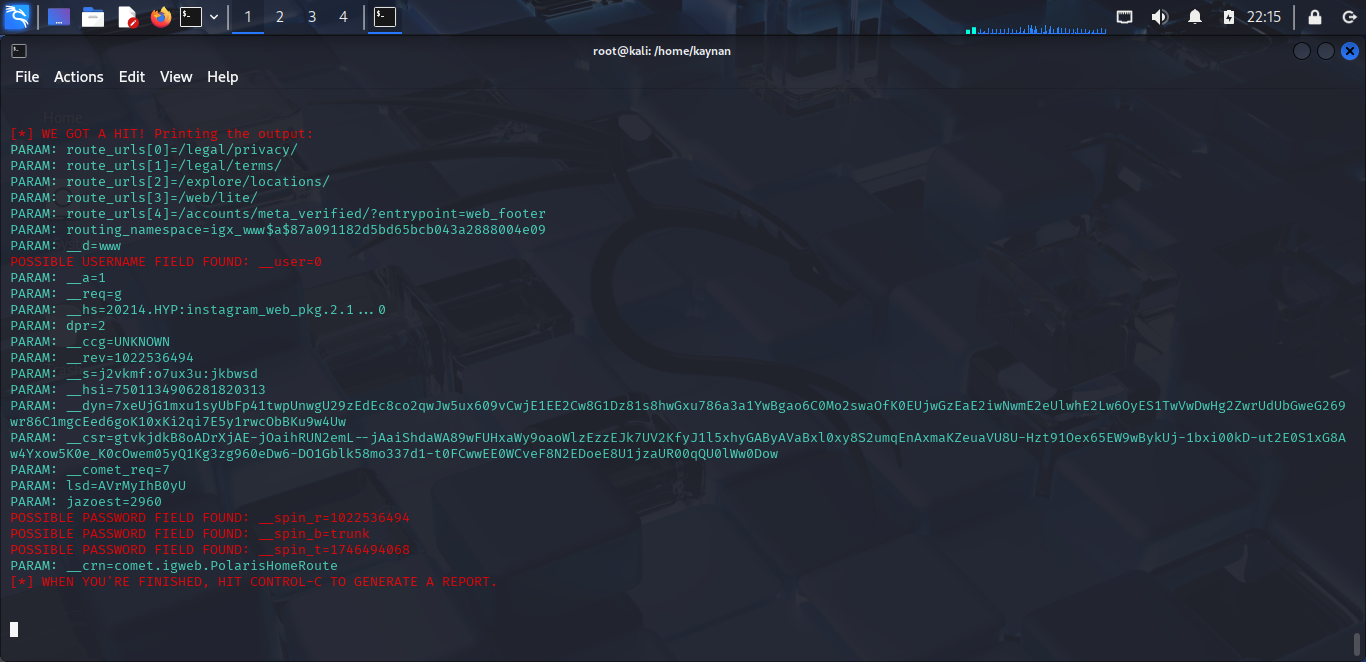 1 2 3 4
22:15
root@kali: /home/kaynan
File Actions Edit View Help
Home
[*] WE GOT A HIT! Printing the output:
PARAM: route_urls[0]=/legal/privacy/
PARAM: route_urls[1]=/legal/terms/
PARAM: route_urls[2]=/explore/locations/
PARAM: route_urls[3]=/web/lite/
PARAM: route_urls[4]=/accounts/meta_verified/?entrypoint=web_footer
PARAM: routing_namespace=igx_www$a$87a091182d5bd65bcb043a2888004e09
PARAM: __d=www
POSSIBLE USERNAME FIELD FOUND: __user=0
PARAM: __a=1
PARAM: __req=g
PARAM: __hs=20214.HYP:instagram_web_pkg.2.1...0
PARAM: dpr=2
PARAM: __ccg=UNKNOWN
PARAM: __rev=1022536494
PARAM: __s=j2vkmf:o7ux3u:jkbwsd
PARAM: __hsi=7501134906281820313
PARAM: __dyn=7xeUjG1mxu1syUbFp41twpUnwgU29zEdEc8co2qwJw5ux609vCwjE1EE2Cw8G1Dz81s8hwGxu786a3a1YwBgao6C0Mo2swaOfK0EUjwGzEaE2iwNwmE2eUlwhE2Lw6OyES1TwVwDwHg2ZwrUdUbGweG269
wr86C1mgcEed6goK10xKi2qi7E5y1rwcObBKu9w4Uw
PARAM: __csr=gtvkjdkB8oADrXjAE-jOaihRUN2emL--jAaiShdaWA89wFUHxaWy9oaoWlzEzzEJk7UV2KfyJ1l5xhyGAByAVaBxl0xy8S2umqEnAxmaKZeuaVU8U-Hzt91Oex65EW9wBykUj-1bxi00kD-ut2E0S1xG8A
w4Yxow5K0e_K0cOwem05yQ1Kg3zg960eDw6-DO1Gblk58mo337d1-t0FCwwEE0WCveF8N2EDoeE8U1jzaUR00qQU0lWw0Dow
PARAM: __comet_req=7
PARAM: lsd=AVrMyIhB0yU
PARAM: jazoest=2960
POSSIBLE PASSWORD FIELD FOUND: __spin_r=1022536494
POSSIBLE PASSWORD FIELD FOUND: __spin_b=trunk
POSSIBLE PASSWORD FIELD FOUND: __spin_t=1746494068
PARAM: __crn=comet.igweb.PolarisHomeRoute
[*] WHEN YOU'RE FINISHED, HIT CONTROL-C TO GENERATE A REPORT.